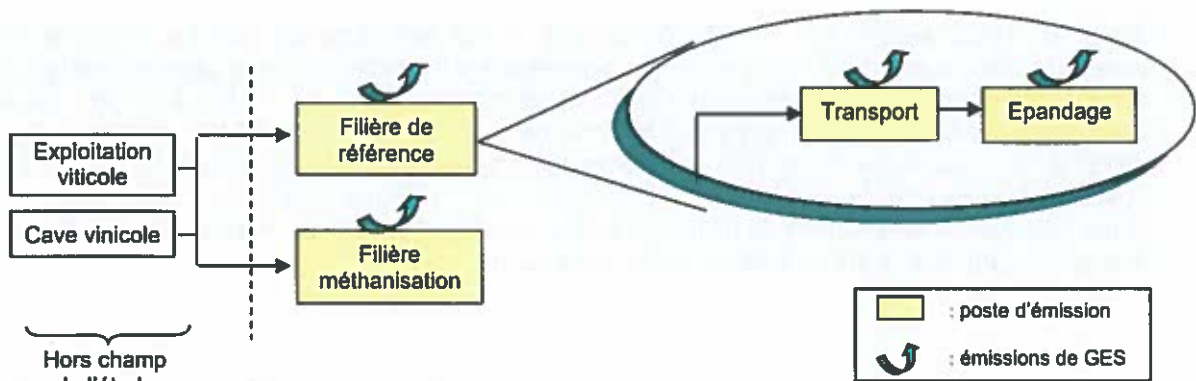 Exploitation
viticole
Cave vinicole
Hors champ
Filière de
référence
Filière
méthanisation
Transport
Epandage
: poste d'émission
: émissions de GES